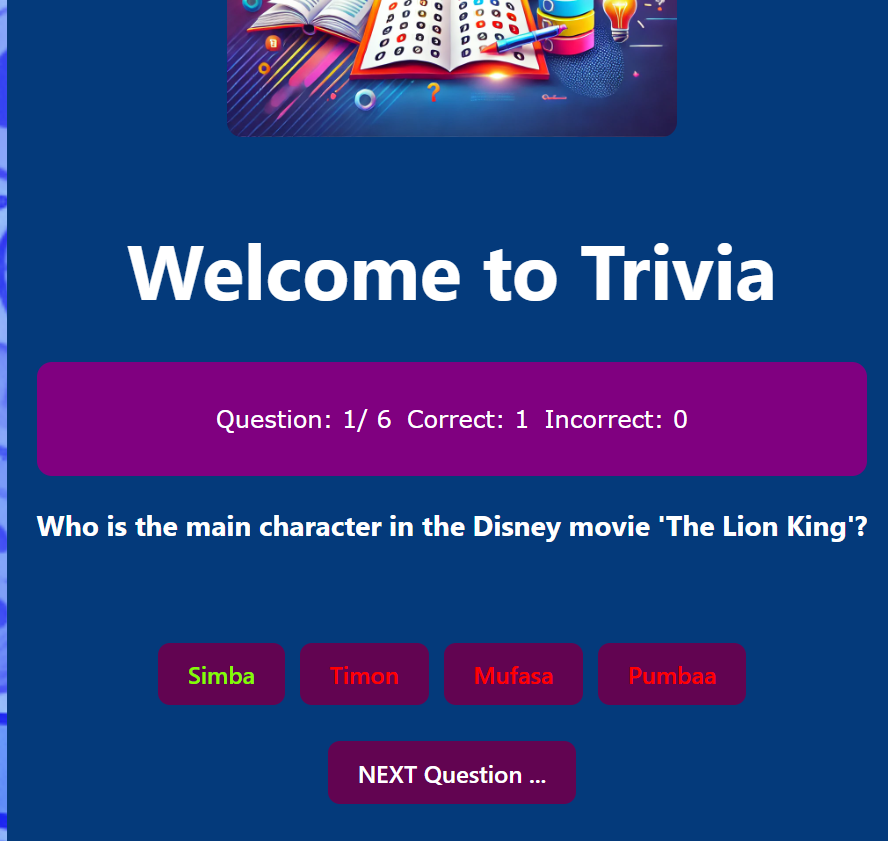 Welcome to Trivia
Question: 1/ 6 Correct: 1 Incorrect: 0
Who is the main character in the Disney movie 'The Lion King'?
Simba Timon Mufasa Pumbaa
NEXT Question ...